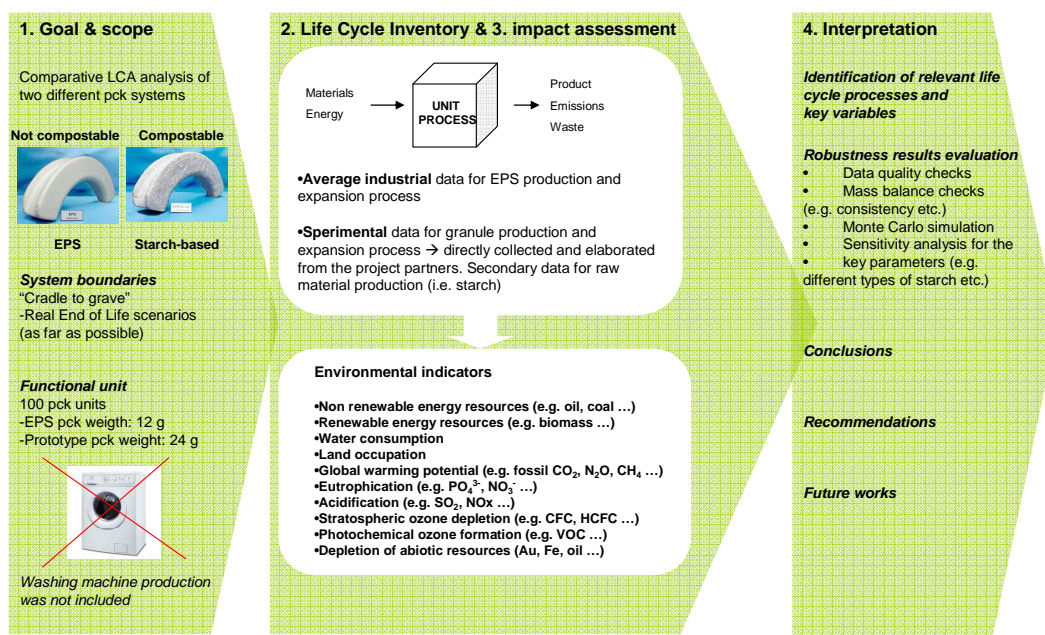 1. Goal & scope
Comparative LCA analysis of
two different pck systems
Not compostable
Compostable
EPS
EPS
Starch-based
System boundaries
“Cradle to grave”
-Real End of Life scenarios
(as far as possible)
Functional unit
100 pck units
-EPS pck weigth: 12 g
-Prototype pck weight: 24 g
Washing machine production
was not included
2. Life Cycle Inventory & 3. impact assessment
Materials
Energy
UNIT
PROCESS
Product
Emissions
Waste
•Average industrial data for EPS production and
expansion process
•Sperimental data for granule production and
expansion process → directly collected and elaborated
from the project partners. Secondary data for raw
material production (i.e. starch)
Environmental indicators
•Non renewable energy resources (e.g. oil, coal …)
•Renewable energy resources (e.g. biomass …)
•Water consumption
•Land occupation
•Global warming potential (e.g. fossil CO₂, N₂O, CH₄ …)
•Eutrophication (e.g. PO₄³⁻, NO₃⁻ …)
•Acidification (e.g. SO₂, NOx …)
•Stratospheric ozone depletion (e.g. CFC, HCFC …)
•Photochemical ozone formation (e.g. VOC …)
•Depletion of abiotic resources (Au, Fe, oil …)
4. Interpretation
Identification of relevant life
cycle processes and
key variables
Robustness results evaluation
• Data quality checks
• Mass balance checks
(e.g. consistency etc.)
• Monte Carlo simulation
• Sensitivity analysis for the
• key parameters (e.g.
different types of starch etc.)
Conclusions
Recommendations
Future works